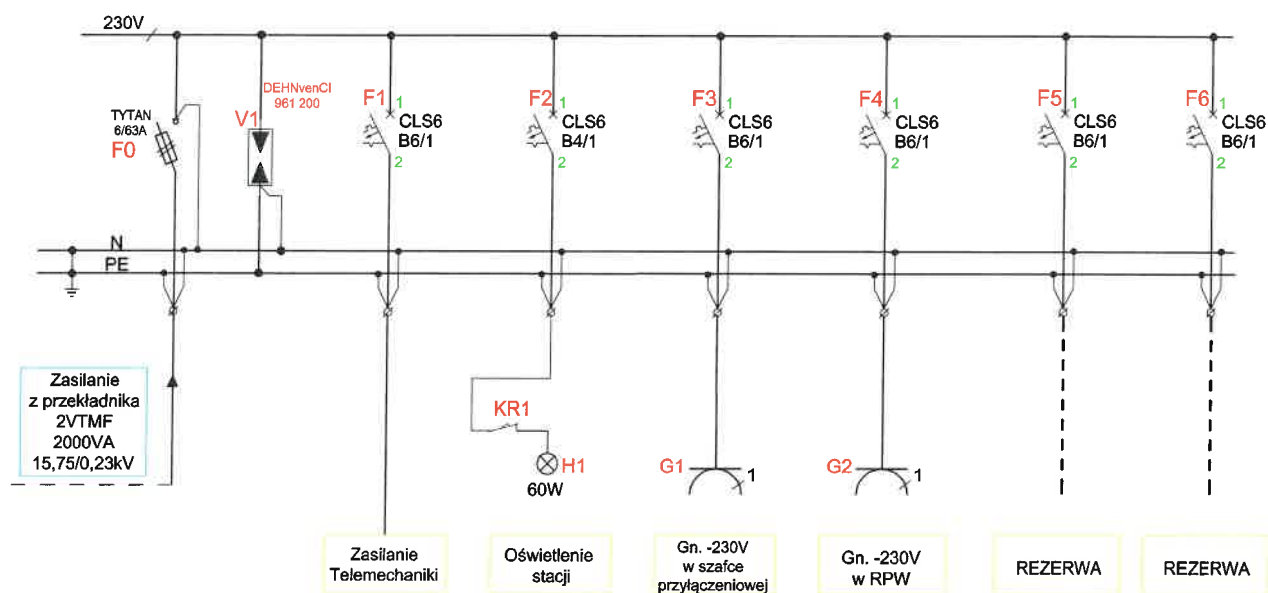 230V
TYTAN
6/63A
F0
V1
DEHNvenCI
961 200
F1
1
CLS6
B6/1
2
F2
1
CLS6
B4/1
2
F3
1
CLS6
B6/1
2
F4
1
CLS6
B6/1
2
F5
1
CLS6
B6/1
2
F6
1
CLS6
B6/1
2
N
PE
Zasilanie
z przekładnika
2VTMF
2000VA
15,75/0,23kV
KR1
H1
60W
G1
1
G2
1
Zasilanie
Telemechaniki
Oświetlenie
stacji
Gn. -230V
w szafce
przyłączeniowej
Gn. -230V
w RPW
REZERWA
REZERWA